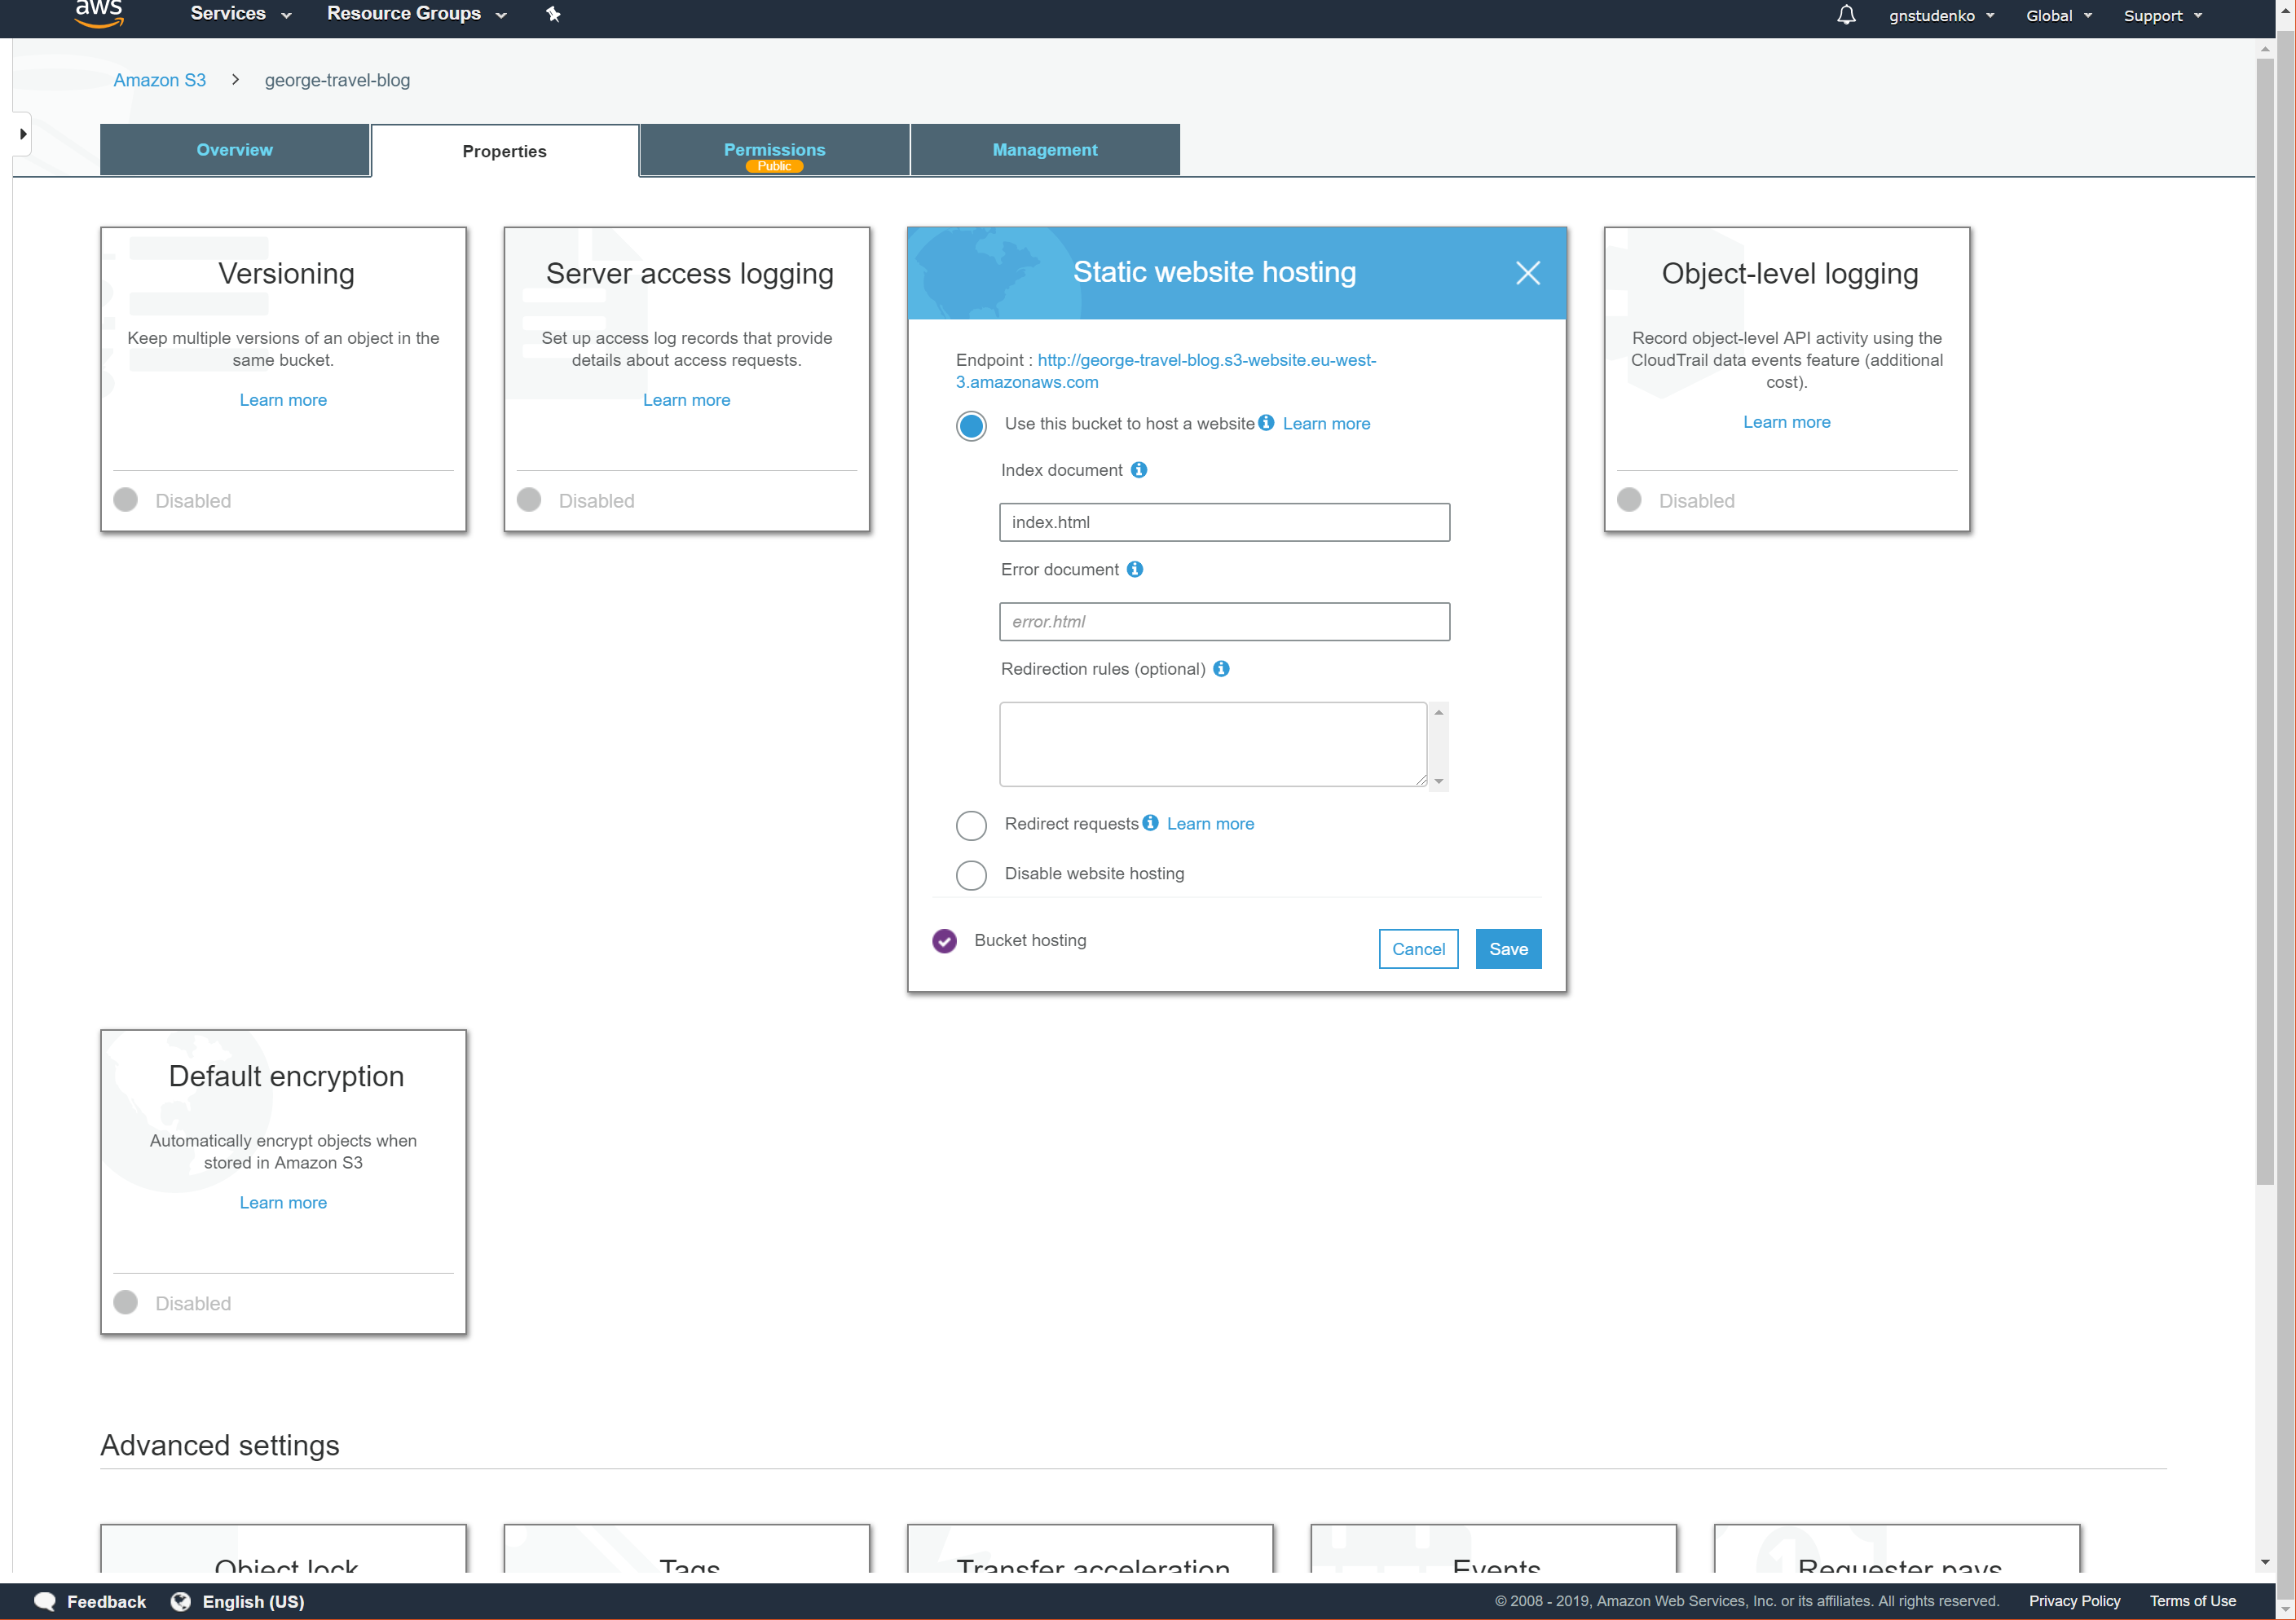 aws Services Resource Groups gnstudenko Global Support
Amazon S3 > george-travel-blog
Overview Properties Permissions Management
Public
Versioning
Keep multiple versions of an object in the
same bucket.
Learn more
Disabled
Server access logging
Set up access log records that provide
details about access requests.
Learn more
Disabled
Static website hosting
Endpoint : http://george-travel-blog.s3-website.eu-west-
3.amazonaws.com
Use this bucket to host a website Learn more
Index document
index.html
Error document
error.html
Redirection rules (optional)
Redirect requests Learn more
Disable website hosting
Bucket hosting Cancel Save
Object-level logging
Record object-level API activity using the
CloudTrail data events feature (additional
cost).
Learn more
Disabled
Default encryption
Automatically encrypt objects when
stored in Amazon S3
Learn more
Disabled
Advanced settings
Object lock Tags Transfer acceleration Events Requester pays
Feedback English (US) © 2008 - 2019, Amazon Web Services, Inc. or its affiliates. All rights reserved. Privacy Policy Terms of Use